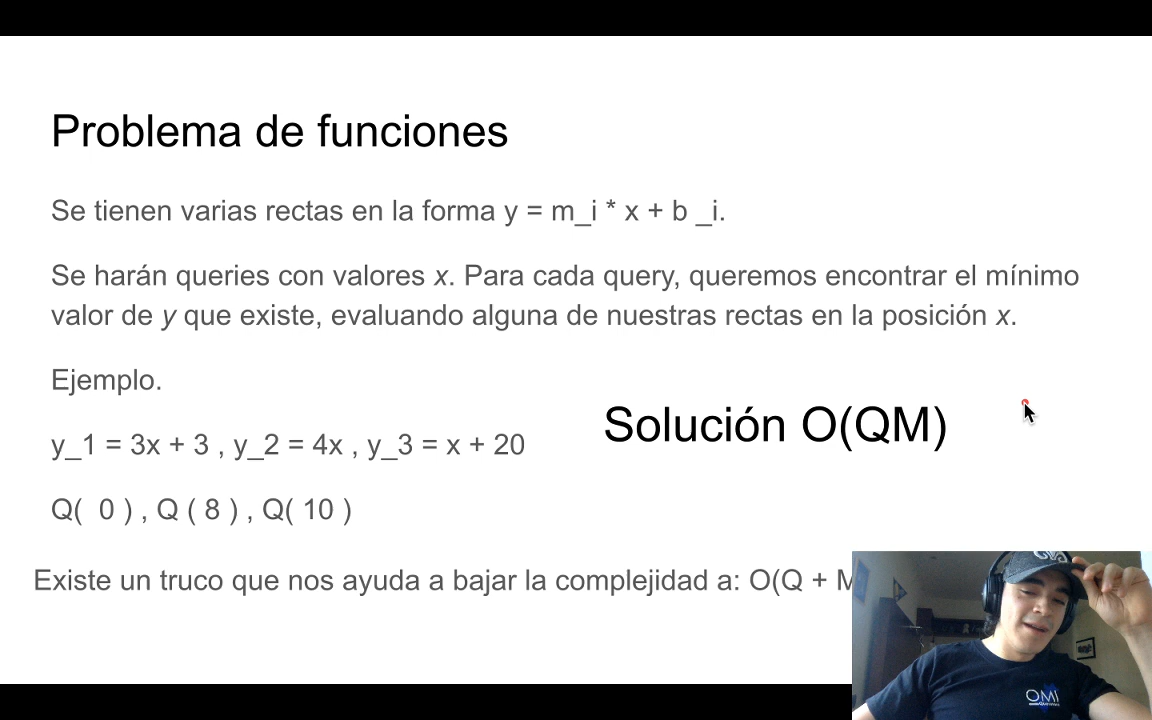 Problema de funciones
Se tienen varias rectas en la forma y = m_i * x + b _i.
Se harán queries con valores x. Para cada query, queremos encontrar el mínimo
valor de y que existe, evaluando alguna de nuestras rectas en la posición x.
Ejemplo.
Solución O(QM)
y_1 = 3x + 3 , y_2 = 4x , y_3 = x + 20
Q( 0 ) , Q ( 8 ) , Q( 10 )
Existe un truco que nos ayuda a bajar la complejidad a: O(Q + M
OMI